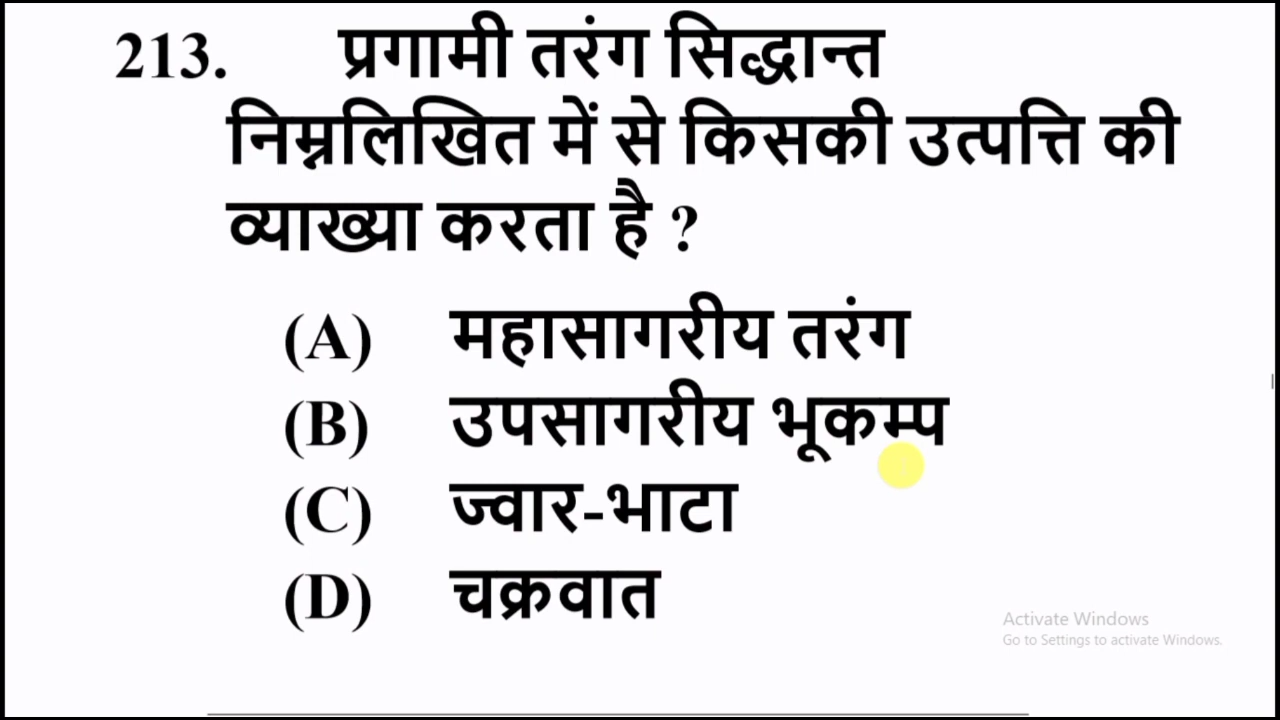 213. प्रगामी तरंग सिद्धान्त
निम्नलिखित में से किसकी उत्पत्ति की
व्याख्या करता है ?
(A) महासागरीय तरंग
(B) उपसागरीय भूकम्प
(C) ज्वार-भाटा
(D) चक्रवात
Activate Windows
Go to Settings to activate Windows.